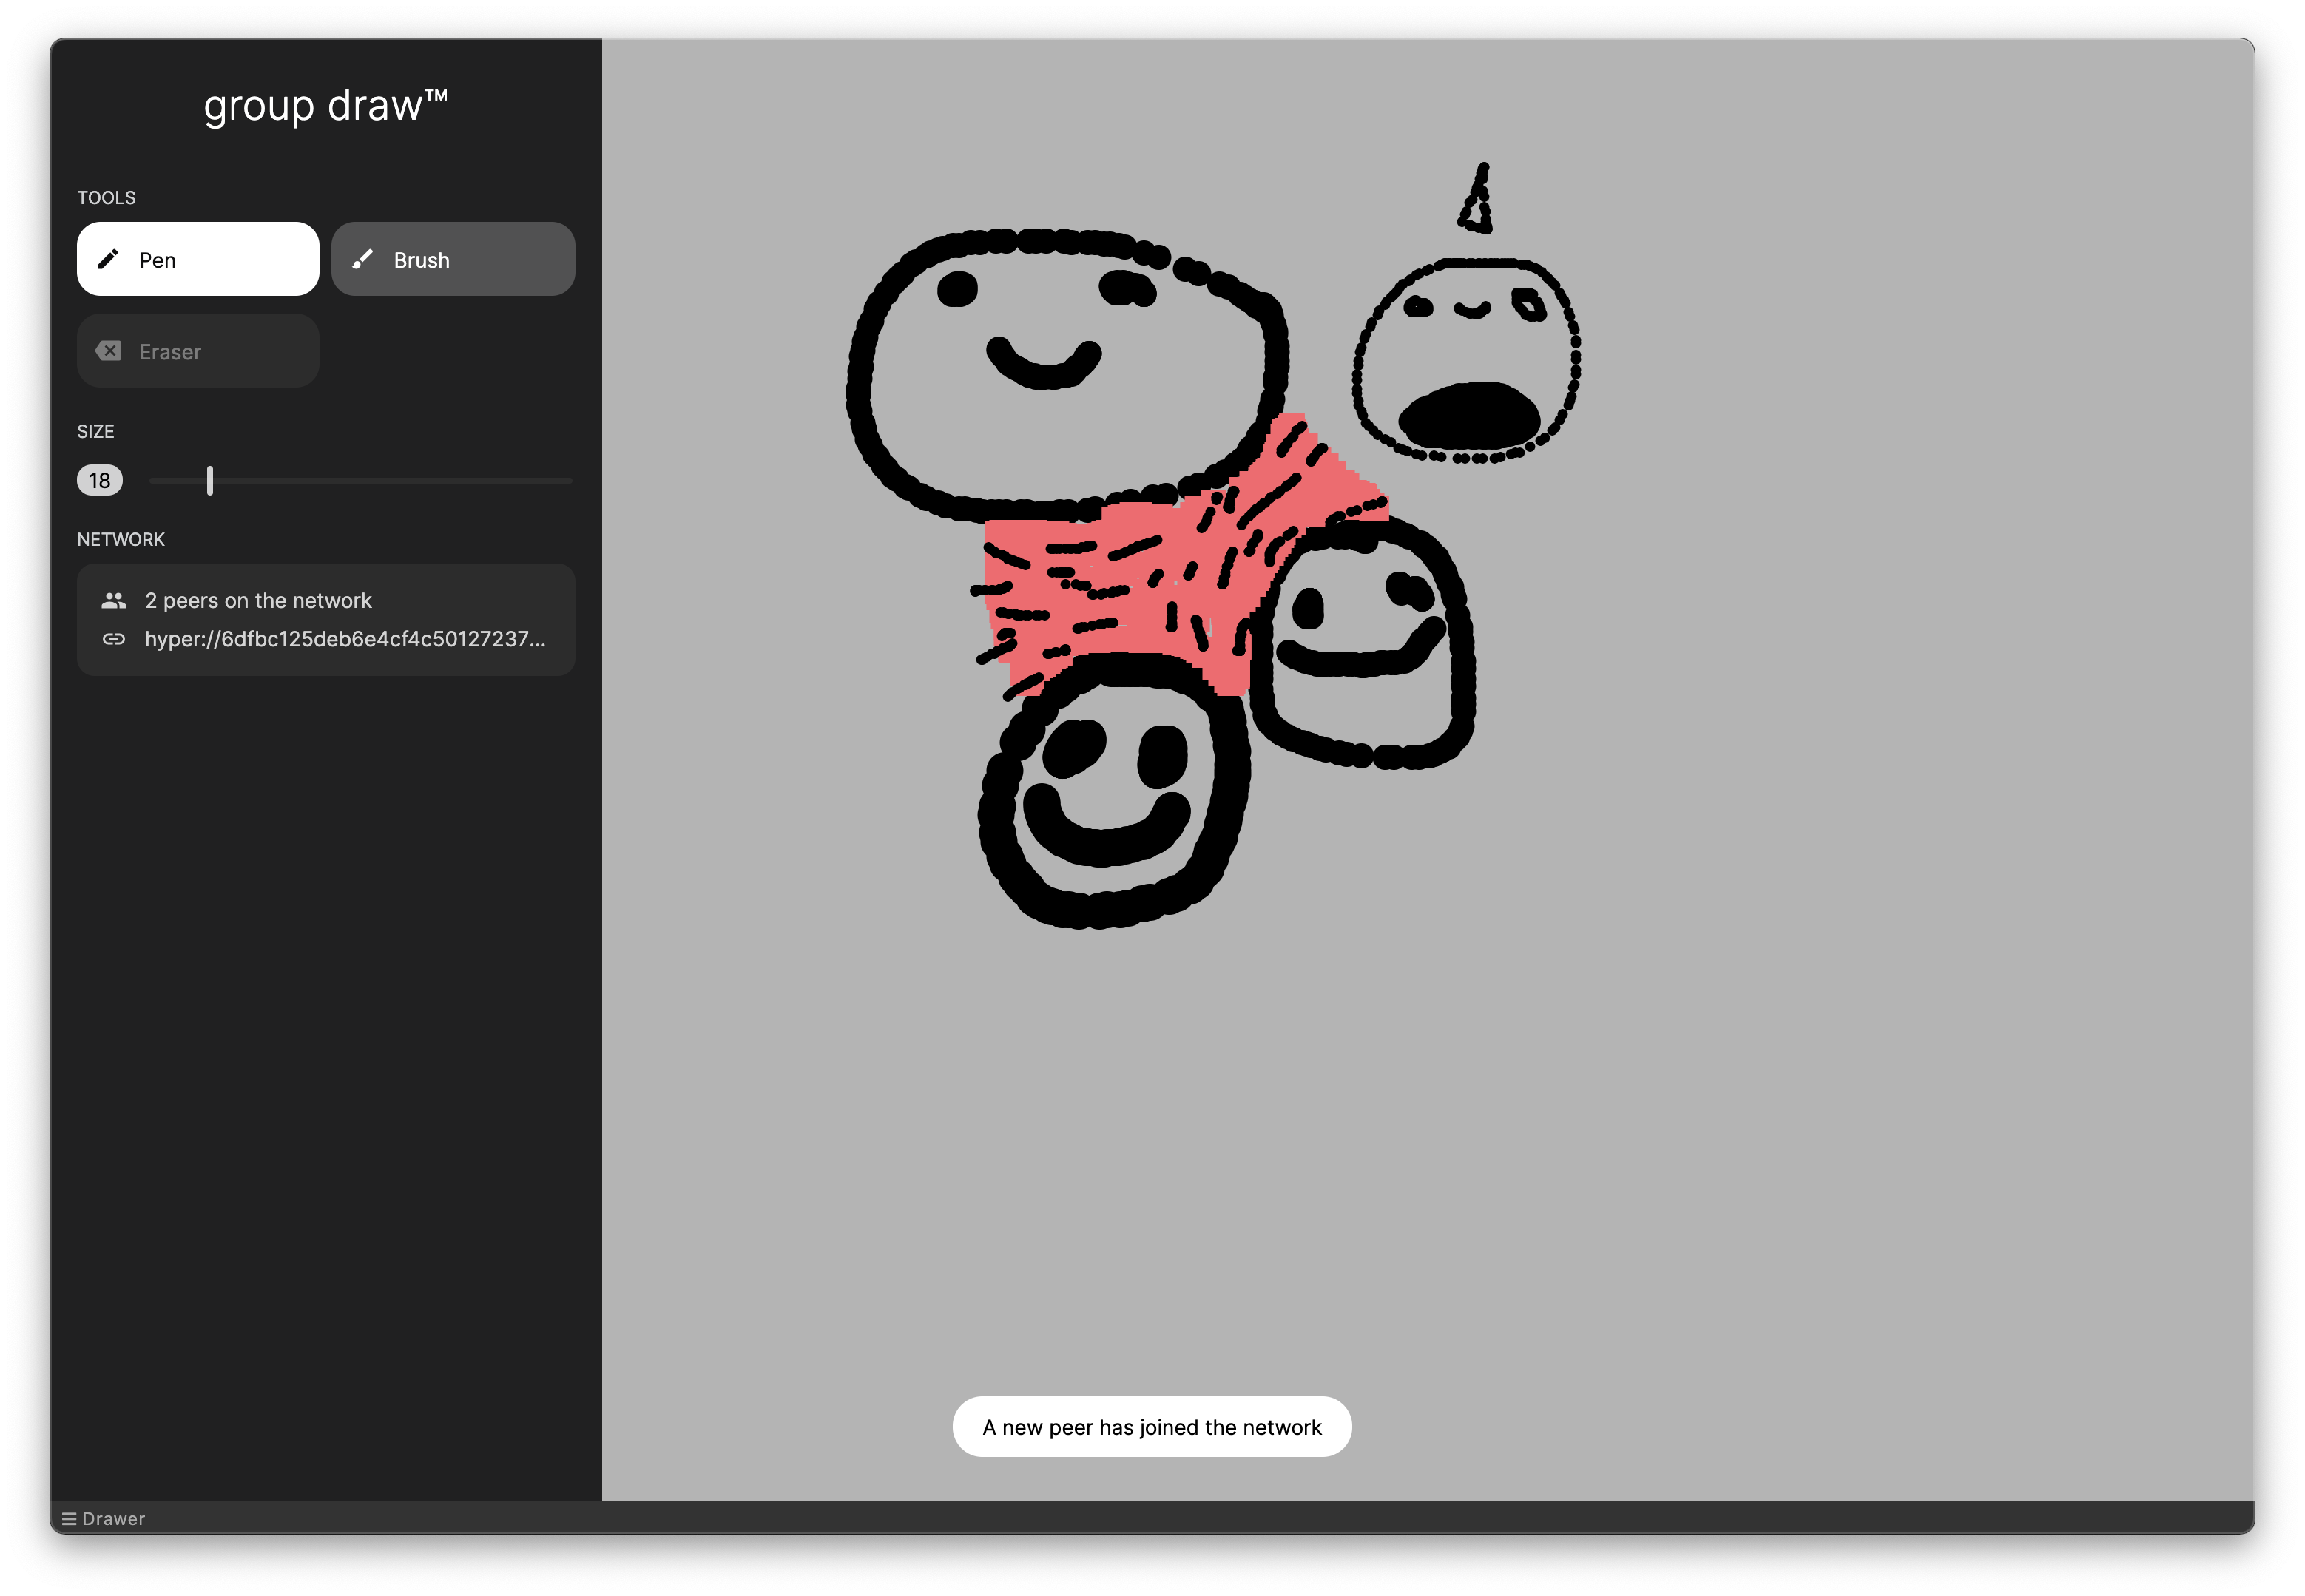 group draw™
TOOLS
Pen
Brush
Eraser
SIZE
18
NETWORK
2 peers on the network
hyper://6dfbc125deb6e4cf4c50127237...
A new peer has joined the network
Drawer